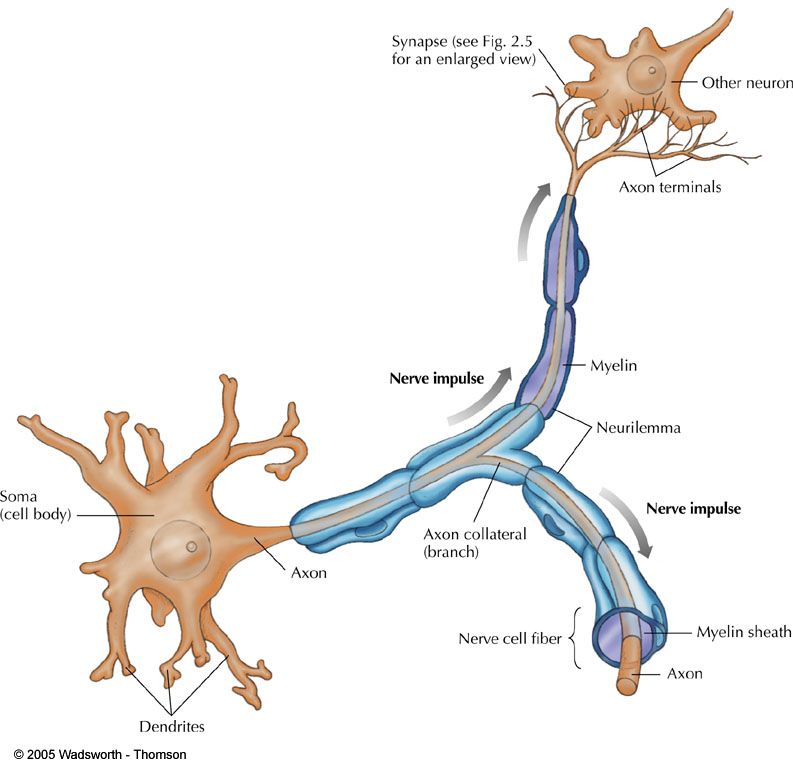 Synapse (see Fig. 2.5
for an enlarged view)
Other neuron
Axon terminals
Myelin
Nerve impulse
Neurilemma
Soma
(cell body)
Nerve impulse
Axon collateral
(branch)
Axon
Nerve cell fiber
Myelin sheath
Axon
Dendrites
© 2005 Wadsworth - Thomson